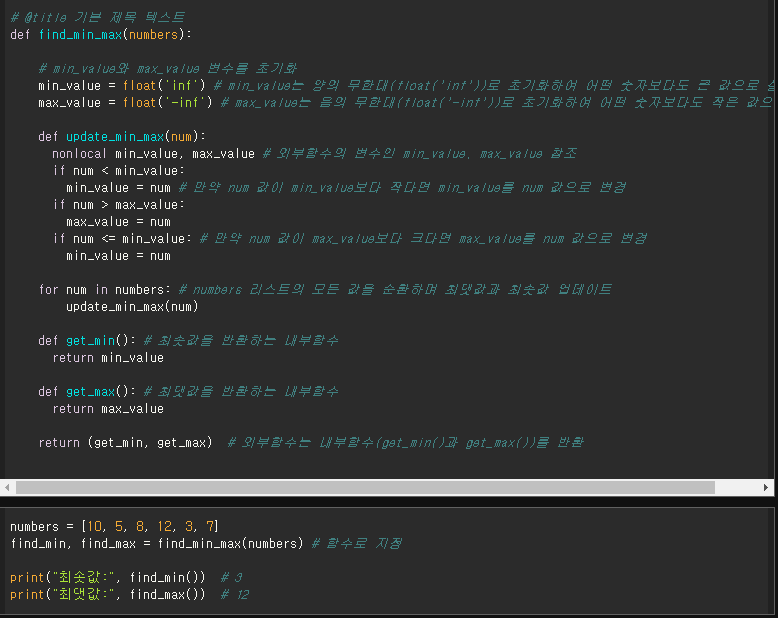 # @title 기본 제목 텍스트
def find_min_max(numbers):
# min_value와 max_value 변수를 초기화
min_value = float('inf') # min_value는 양의 무한대(float('inf'))로 초기화하여 어떤 숫자보다도 큰 값으로
max_value = float('-inf') # max_value는 음의 무한대(float('-inf'))로 초기화하여 어떤 숫자보다도 작은 값으
def update_min_max(num):
nonlocal min_value, max_value # 외부함수의 변수인 min_value, max_value 참조
if num < min_value:
min_value = num # 만약 num 값이 min_value보다 작다면 min_value를 num 값으로 변경
if num > max_value:
max_value = num
if num <= min_value: # 만약 num 값이 max_value보다 크다면 max_value를 num 값으로 변경
min_value = num
for num in numbers: # numbers 리스트의 모든 값을 순환하며 최댓값과 최솟값 업데이트
update_min_max(num)
def get_min(): # 최솟값을 반환하는 내부함수
return min_value
def get_max(): # 최댓값을 반환하는 내부함수
return max_value
return (get_min, get_max) # 외부함수는 내부함수(get_min()과 get_max())를 반환
numbers = [10, 5, 8, 12, 3, 7]
find_min, find_max = find_min_max(numbers) # 함수로 지정
print("최솟값:", find_min()) # 3
print("최댓값:", find_max()) # 12